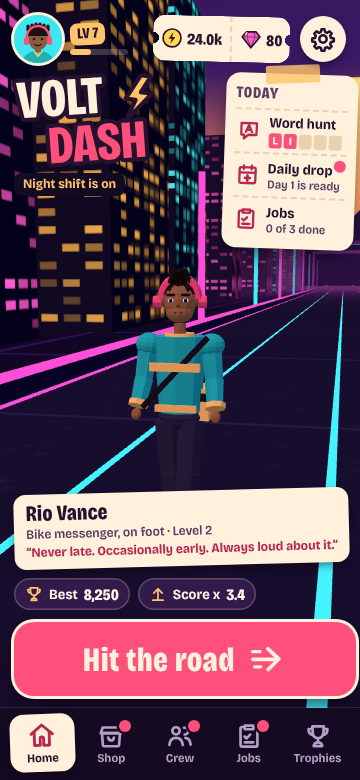 LV 7
24.0k
80
VOLT
DASH
Night shift is on
TODAY
Word hunt
L I
Daily drop
Day 1 is ready
Jobs
0 of 3 done
Rio Vance
Bike messenger, on foot · Level 2
“Never late. Occasionally early. Always loud about it.”
Best 8,250
Score x 3.4
Hit the road
Home
Shop
Crew
Jobs
Trophies